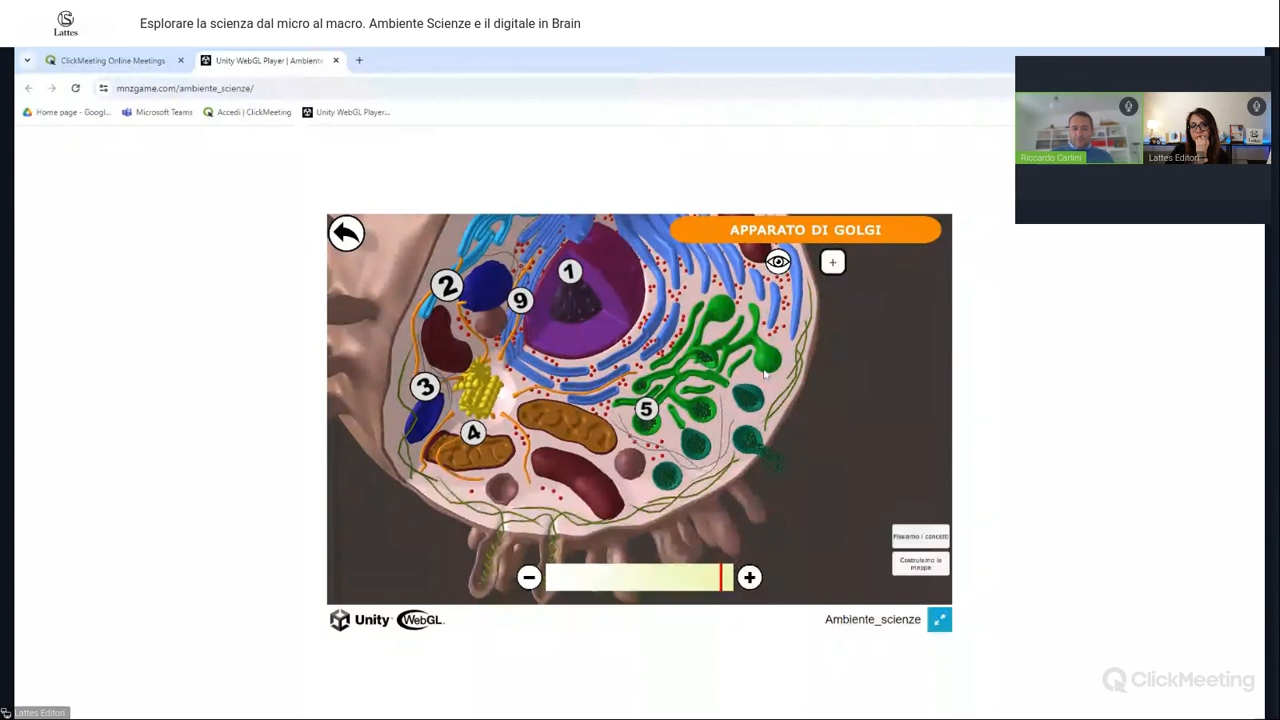 Lattes
Esplorare la scienza dal micro al macro. Ambiente Scienze e il digitale in Brain
ClickMeeting Online Meetings
Unity WebGL Player | Ambiente
mnzgame.com/ambiente_scienze/
Home page - Googl...
Microsoft Teams
Accedi | ClickMeeting
Unity WebGL Player...
Riccardo Carlini
Lattes Editori
APPARATO DI GOLGI
1
2
9
3
5
4
Fissiamo i concetti
Costruiamo la
mappa
Unity
WebGL
Ambiente_scienze
ClickMeeting
Lattes Editori